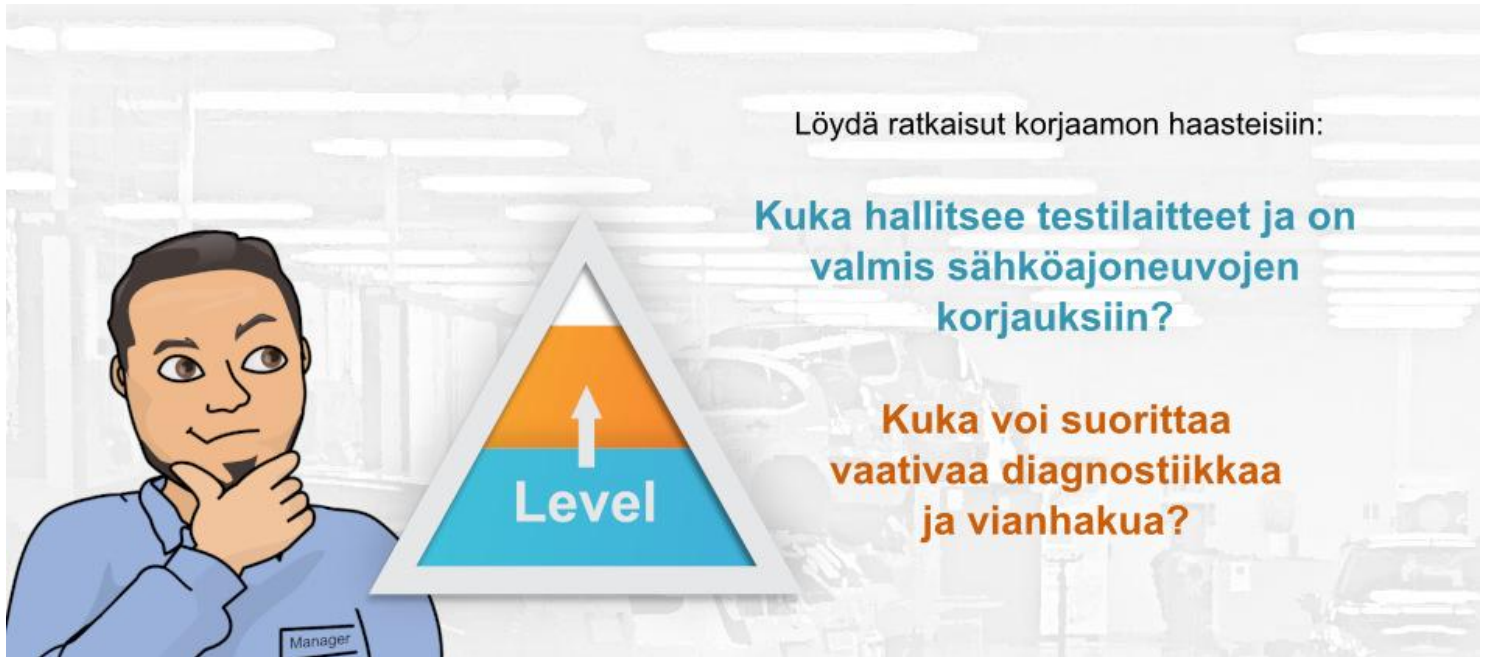 Löydä ratkaisut korjaamon haasteisiin:
Kuka hallitsee testilaitteet ja on
valmis sähköajoneuvojen
korjauksiin?
Kuka voi suorittaa
vaativaa diagnostiikkaa
ja vianhakua?
Level
Manager